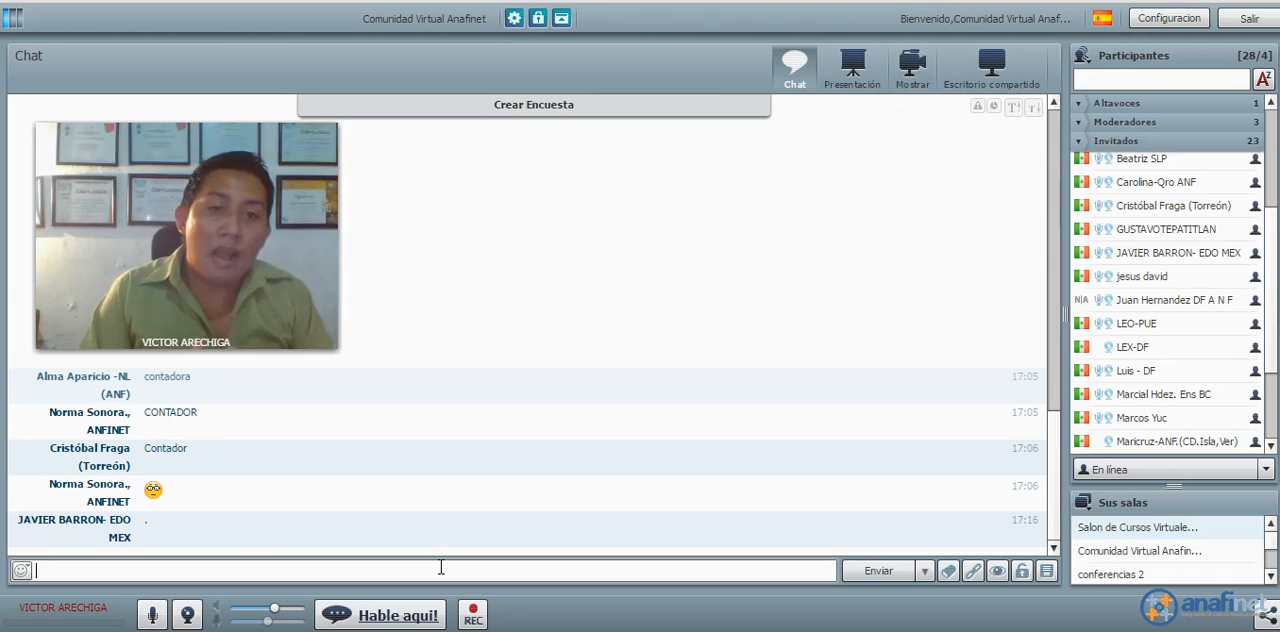 Comunidad Virtual Anafinet
Bienvenido,Comunidad Virtual Anaf...
Configuracion
Salir
Chat
Chat
Presentación
Mostrar
Escritorio compartido
Participantes
[28/4]
Crear Encuesta
Altavoces 1
Moderadores 3
Invitados 23
Beatriz SLP
Carolina-Qro ANF
Cristóbal Fraga (Torreón)
GUSTAVOTEPATITLAN
JAVIER BARRON- EDO MEX
jesus david
N/A Juan Hernandez DF A N F
LEO-PUE
LEX-DF
Luis - DF
Marcial Hdez. Ens BC
Marcos Yuc
Maricruz-ANF.(CD.Isla,Ver)
En línea
Sus salas
Salon de Cursos Virtuale...
Comunidad Virtual Anafin...
conferencias 2
VICTOR ARECHIGA
Alma Aparicio -NL contadora 17:05
(ANF)
Norma Sonora., CONTADOR 17:05
ANFINET
Cristóbal Fraga Contador 17:06
(Torreón)
Norma Sonora., 17:06
ANFINET
JAVIER BARRON- EDO . 17:16
MEX
Enviar
VICTOR ARECHIGA
Hable aqui!
REC
anafinet